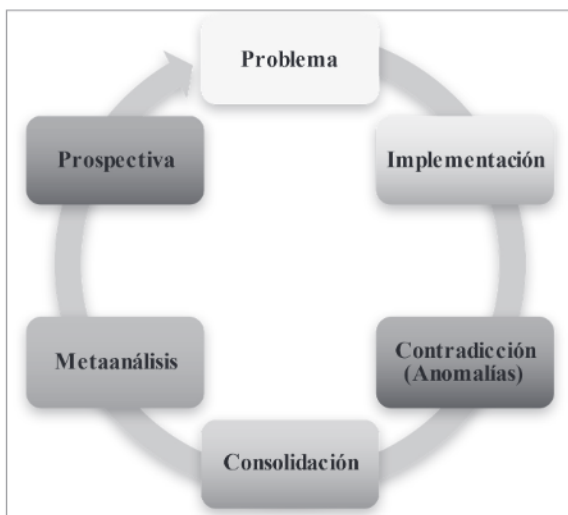 Problema
Implementación
Contradicción
(Anomalías)
Consolidación
Metaanálisis
Prospectiva